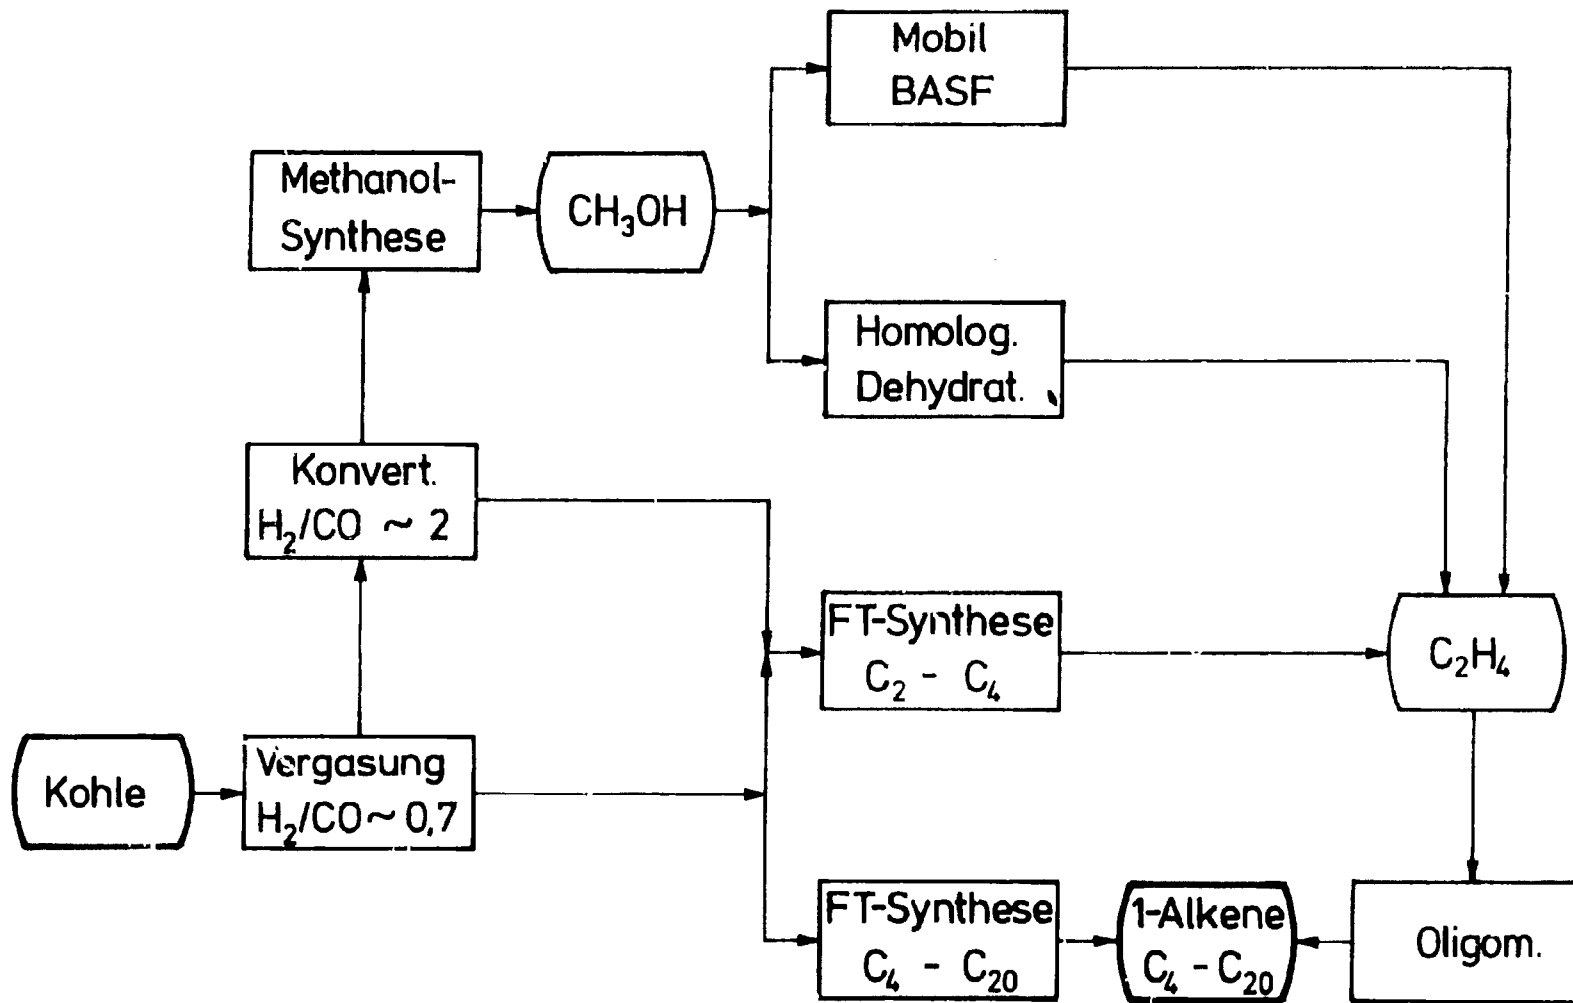 Mobil
BASF
Methanol-
Synthese
CH₃OH
Homolog.
Dehydrat.
Konvert.
H₂/CO ~ 2
FT-Synthese
C₂ - C₄
C₂H₄
Kohle
Vergasung
H₂/CO ~ 0,7
FT-Synthese
C₄ - C₂₀
1-Alkene
C₄ - C₂₀
Oligom.